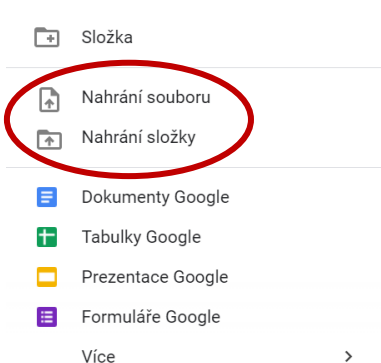 Složka
Nahrání souboru
Nahrání složky
Dokumenty Google
Tabulky Google
Prezentace Google
Formuláře Google
Více